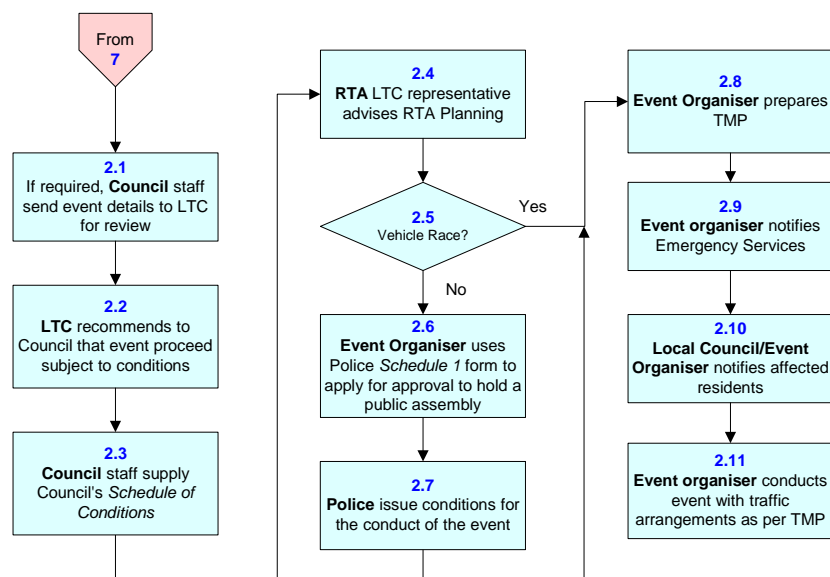 From
7
2.1
If required, Council staff
send event details to LTC
for review
2.2
LTC recommends to
Council that event proceed
subject to conditions
2.3
Council staff supply
Council's Schedule of
Conditions
2.4
RTA LTC representative
advises RTA Planning
2.5
Vehicle Race?
Yes
No
2.6
Event Organiser uses
Police Schedule 1 form to
apply for approval to hold a
public assembly
2.7
Police issue conditions for
the conduct of the event
2.8
Event Organiser prepares
TMP
2.9
Event organiser notifies
Emergency Services
2.10
Local Council/Event
Organiser notifies affected
residents
2.11
Event organiser conducts
event with traffic
arrangements as per TMP